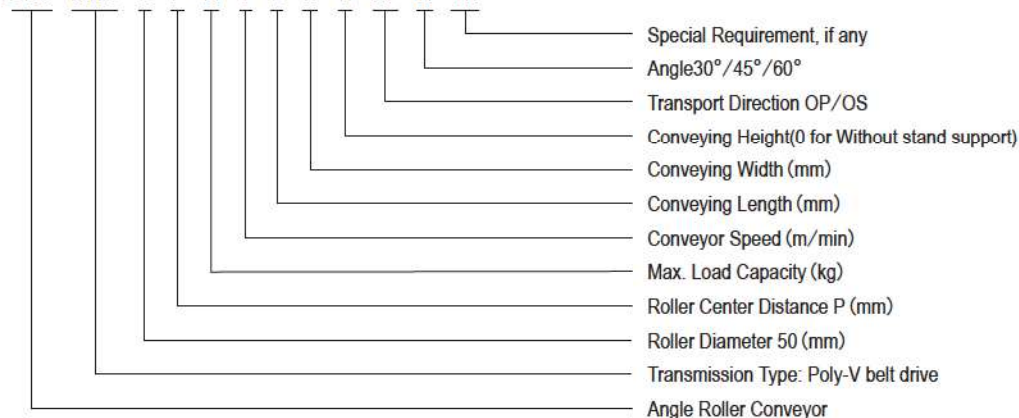 Special Requirement, if any
Angle30°/45°/60°
Transport Direction OP/OS
Conveying Height(0 for Without stand support)
Conveying Width (mm)
Conveying Length (mm)
Conveyor Speed (m/min)
Max. Load Capacity (kg)
Roller Center Distance P (mm)
Roller Diameter 50 (mm)
Transmission Type: Poly-V belt drive
Angle Roller Conveyor